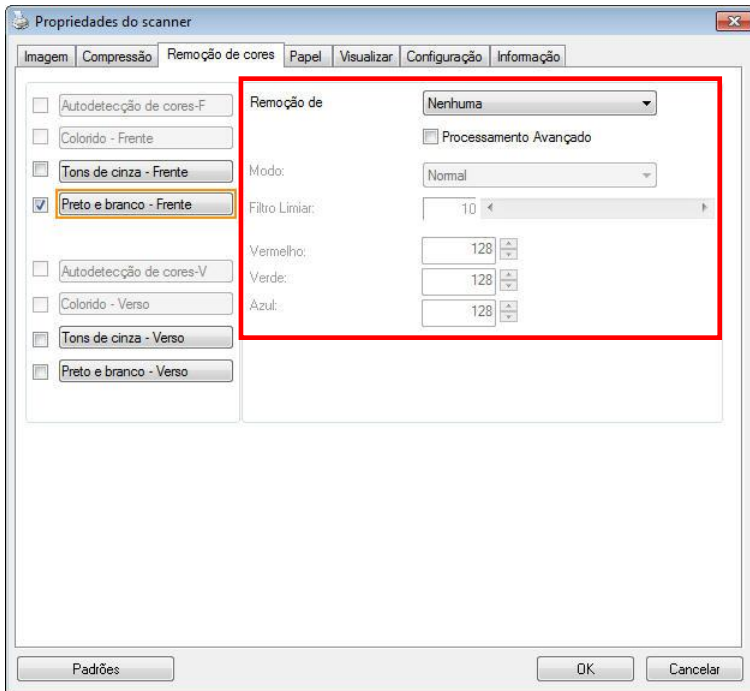 Propriedades do scanner
Imagem Compressão Remoção de cores Papel Visualizar Configuração Informação
Autodetecção de cores-F
Colorido - Frente
Tons de cinza - Frente
Preto e branco - Frente
Autodetecção de cores-V
Colorido - Verso
Tons de cinza - Verso
Preto e branco - Verso
Remoção de Nenhuma
Processamento Avançado
Modo: Normal
Filtro Limiar: 10
Vermelho: 128
Verde: 128
Azul: 128
Padrões OK Cancelar